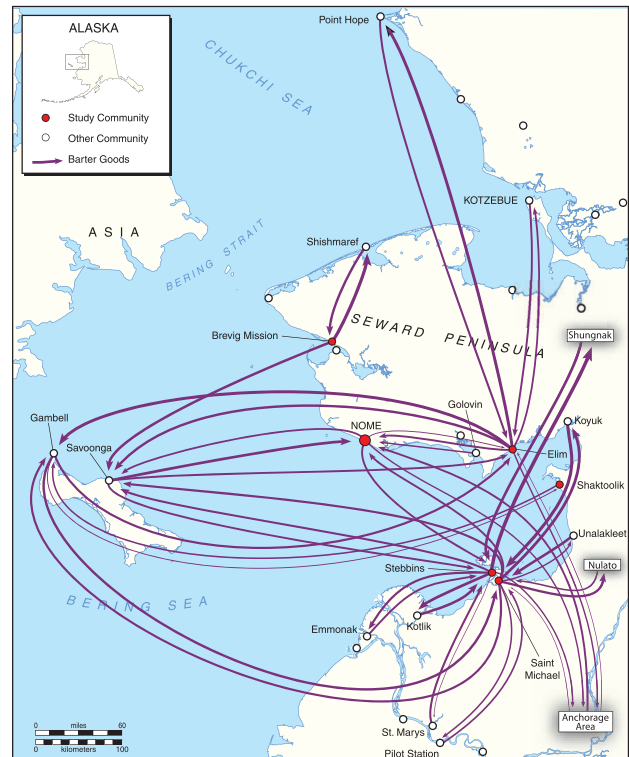 ALASKA
Study Community
Other Community
Barter Goods
Point Hope
CHUKCHI SEA
KOTZEBUE
ASIA
BERING STRAIT
Shishmaref
Brevig Mission
SEWARD PENINSULA
Shungnak
Golovin
Gambell
NOME
Koyuk
Savoonga
Elim
Shaktoolik
Unalakleet
Stebbins
Nulato
BERING SEA
Kotlik
Emmonak
Saint
Michael
St. Marys
Anchorage
Area
Pilot Station
0 miles 60
0 kilometers 100